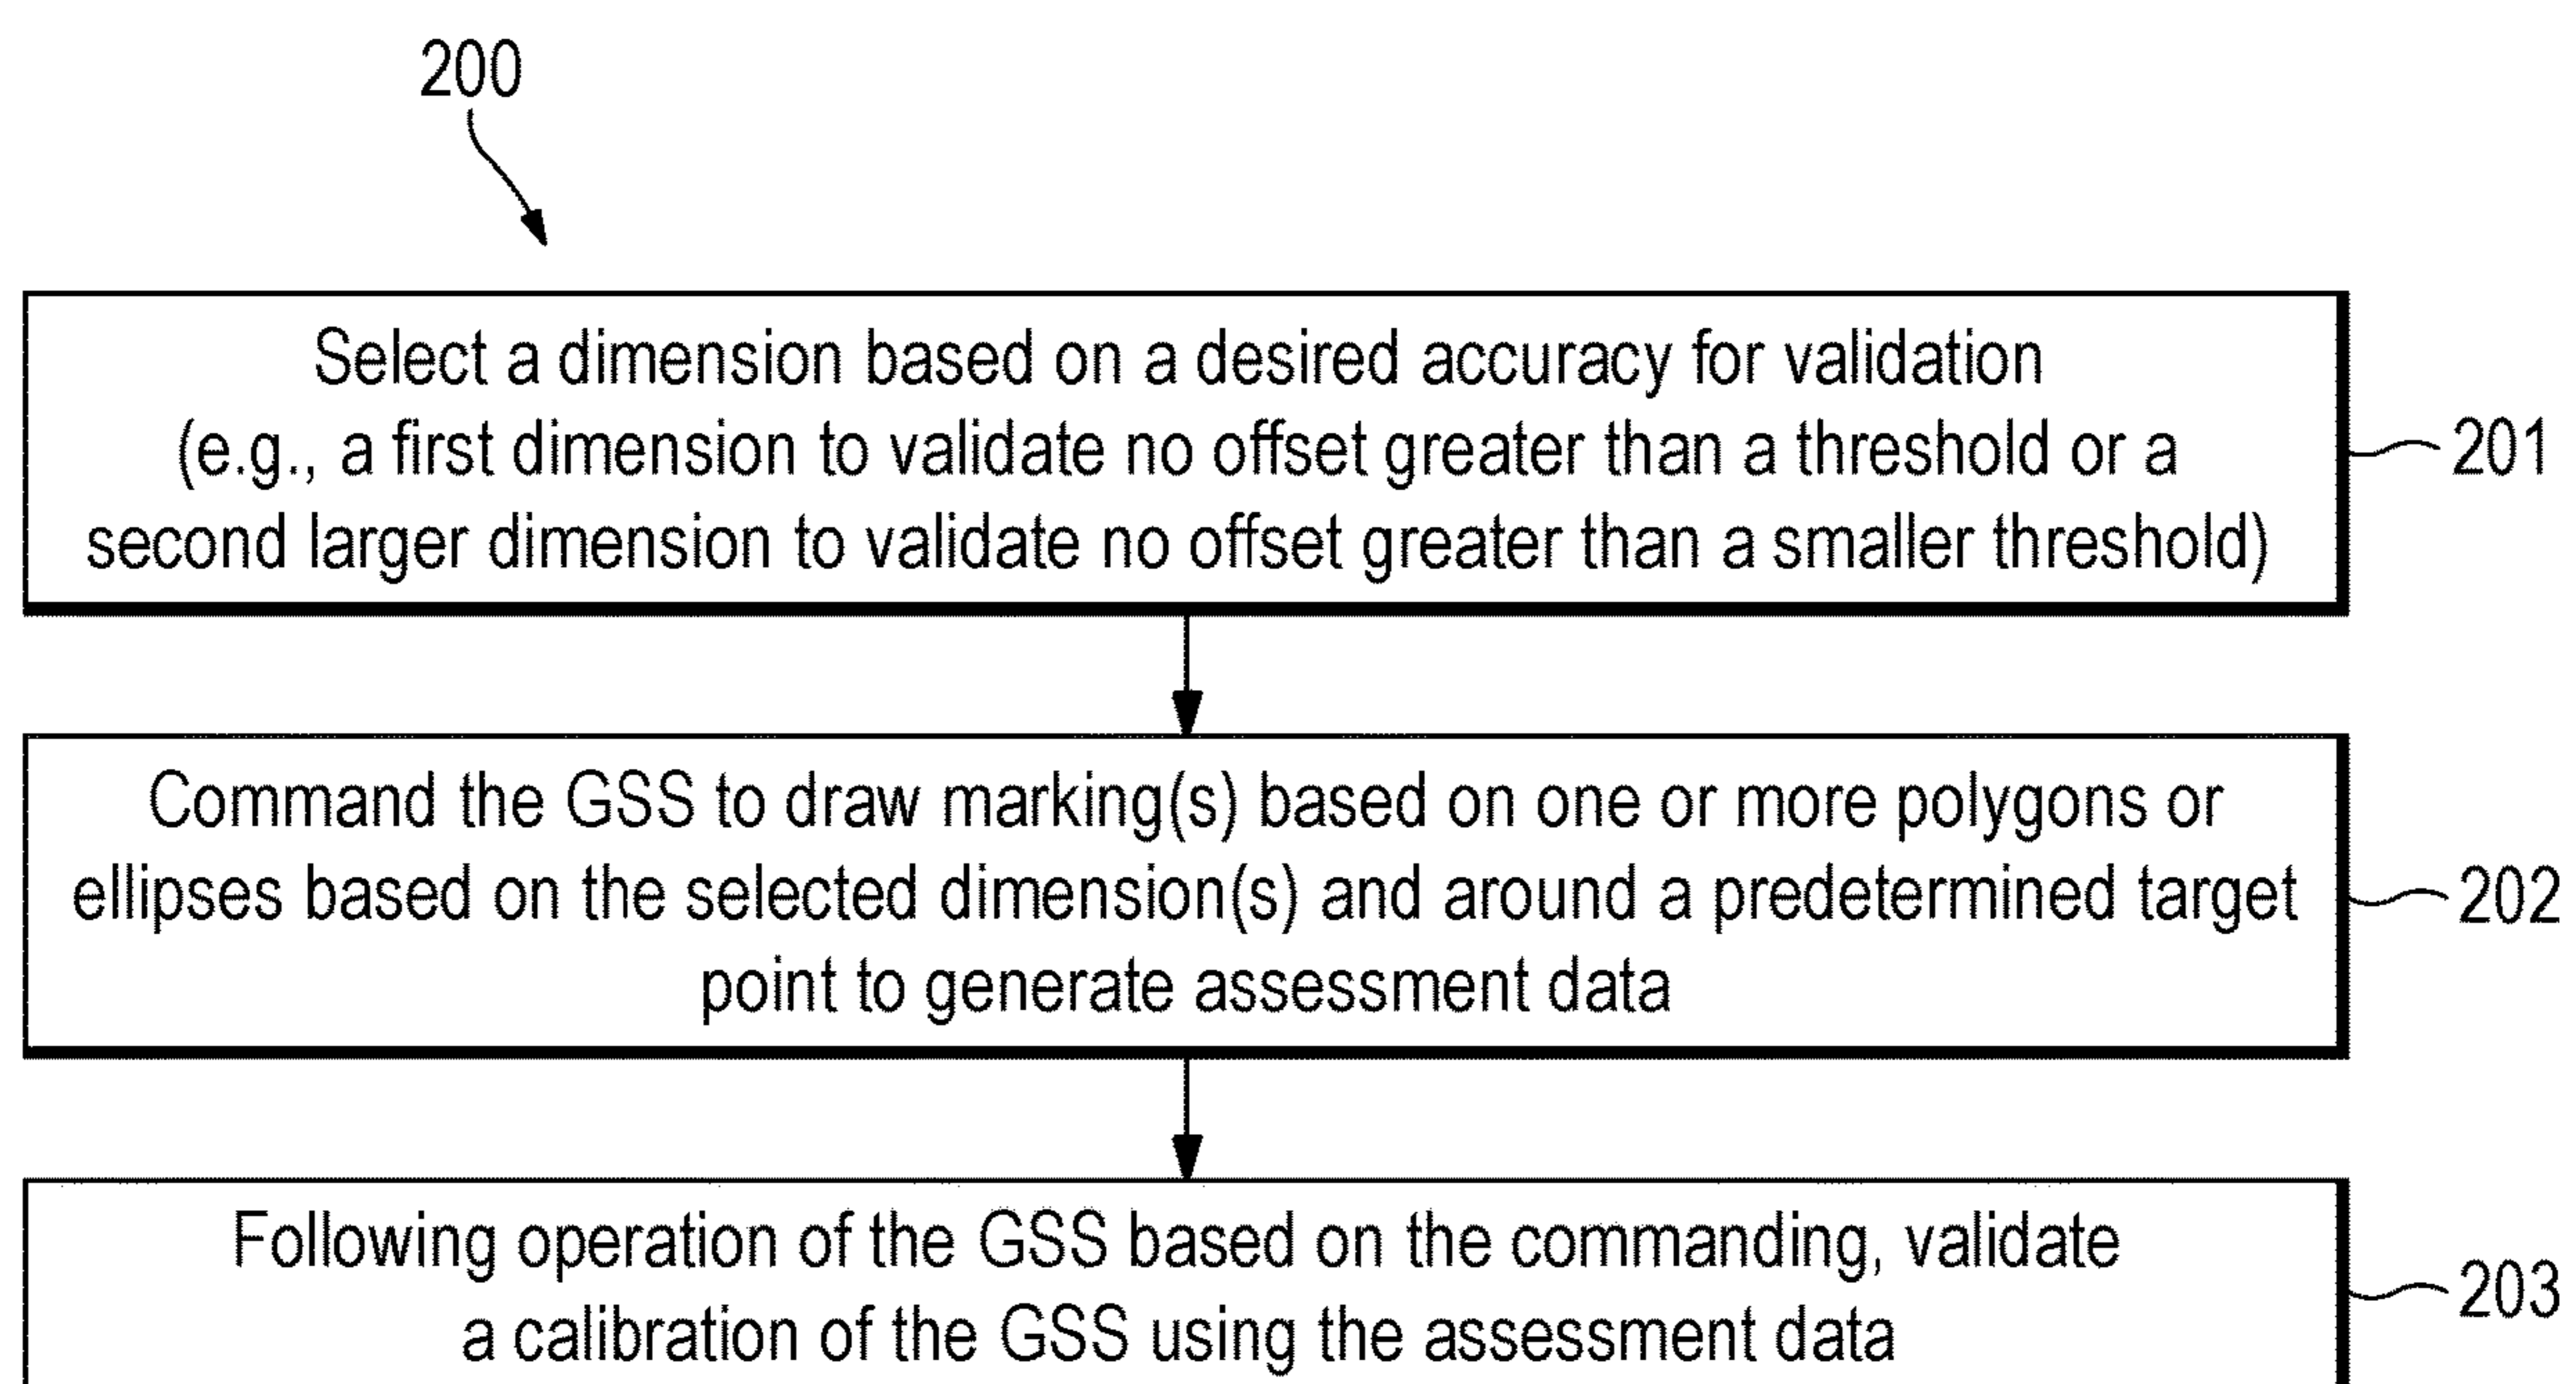 200
Select a dimension based on a desired accuracy for validation
(e.g., a first dimension to validate no offset greater than a threshold or a
second larger dimension to validate no offset greater than a smaller threshold)
201
Command the GSS to draw marking(s) based on one or more polygons or
ellipses based on the selected dimension(s) and around a predetermined target
point to generate assessment data
202
Following operation of the GSS based on the commanding, validate
a calibration of the GSS using the assessment data
203